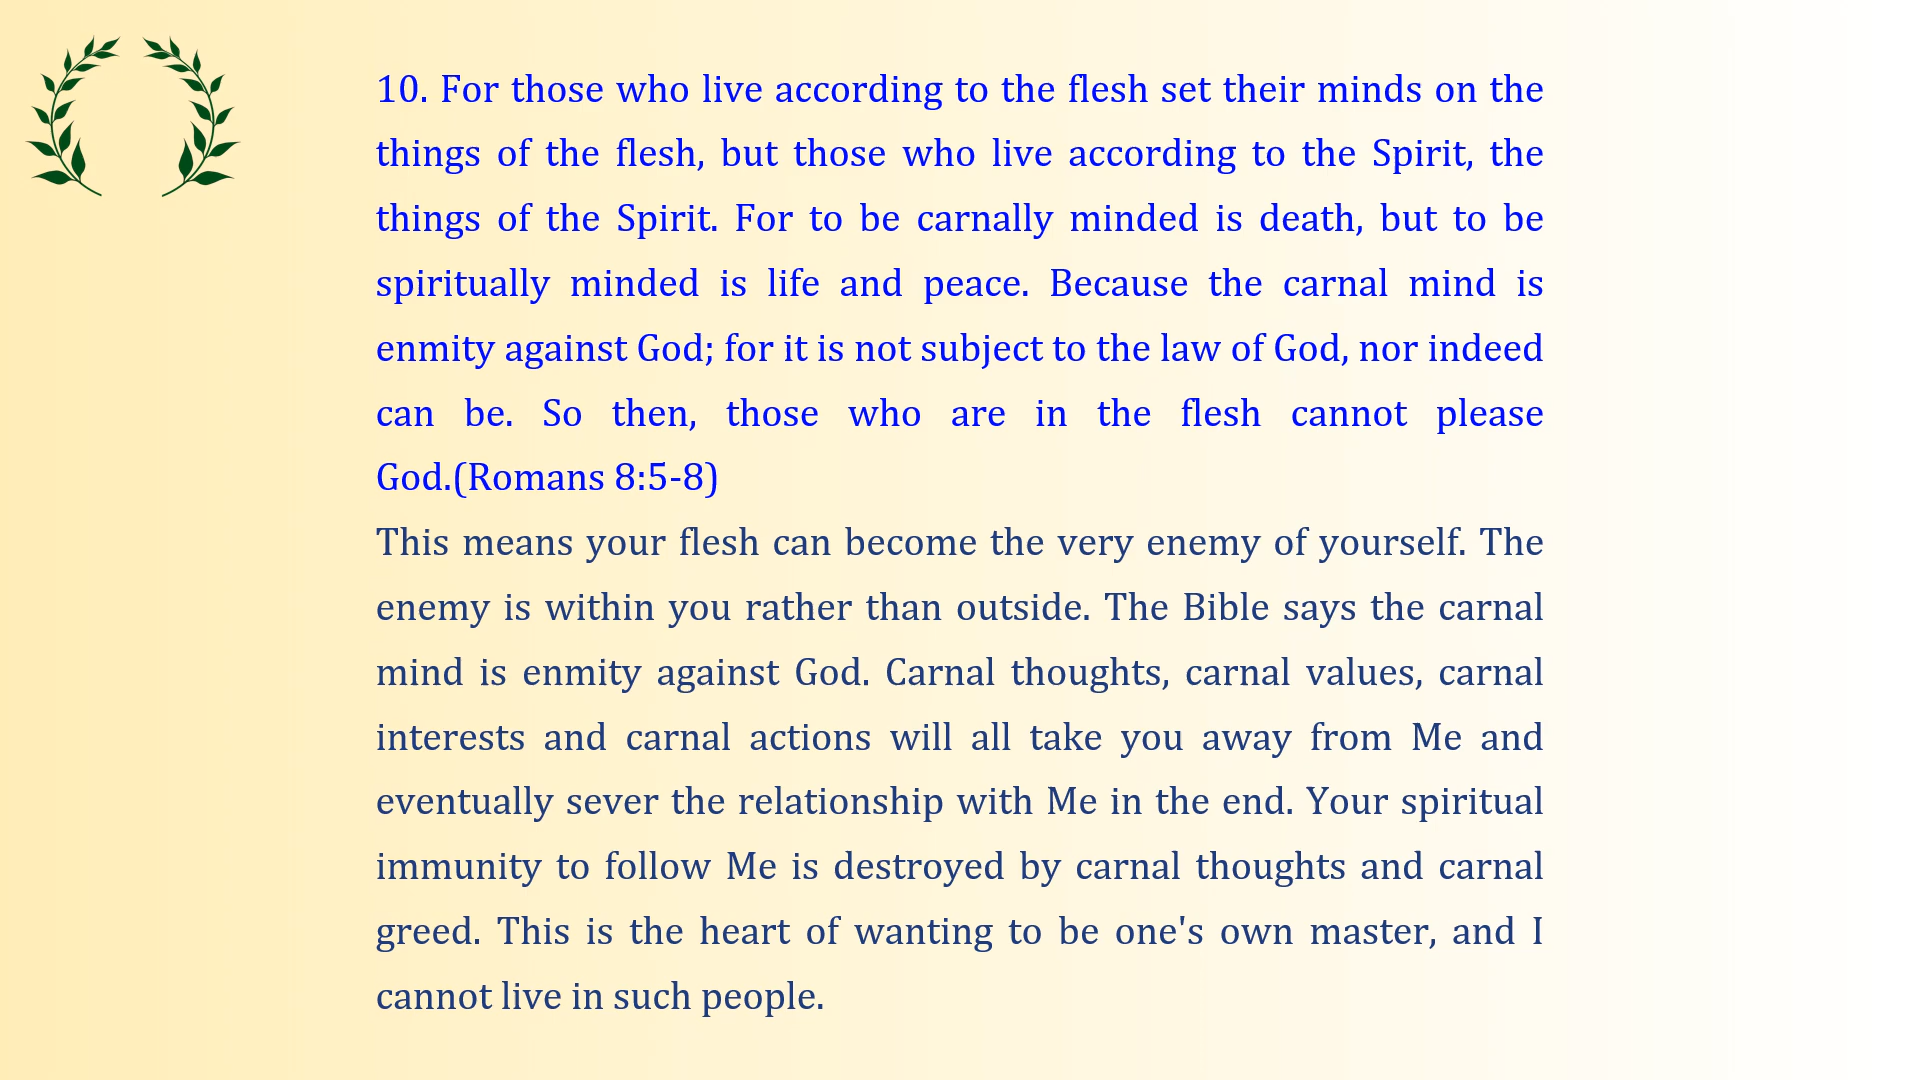 10. For those who live according to the flesh set their minds on the
things of the flesh, but those who live according to the Spirit, the
things of the Spirit. For to be carnally minded is death, but to be
spiritually minded is life and peace. Because the carnal mind is
enmity against God; for it is not subject to the law of God, nor indeed
can be. So then, those who are in the flesh cannot please
God.(Romans 8:5-8)
This means your flesh can become the very enemy of yourself. The
enemy is within you rather than outside. The Bible says the carnal
mind is enmity against God. Carnal thoughts, carnal values, carnal
interests and carnal actions will all take you away from Me and
eventually sever the relationship with Me in the end. Your spiritual
immunity to follow Me is destroyed by carnal thoughts and carnal
greed. This is the heart of wanting to be one's own master, and I
cannot live in such people.